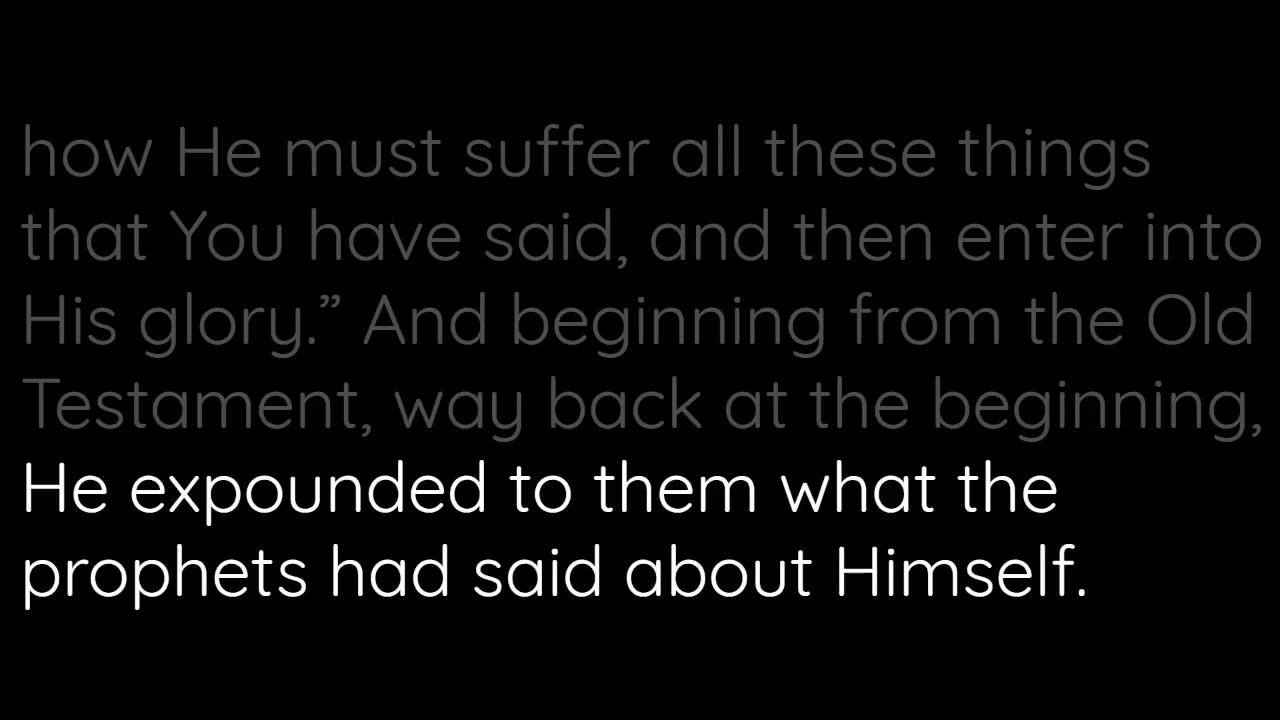 how He must suffer all these things
that You have said, and then enter into
His glory.” And beginning from the Old
Testament, way back at the beginning,
He expounded to them what the
prophets had said about Himself.